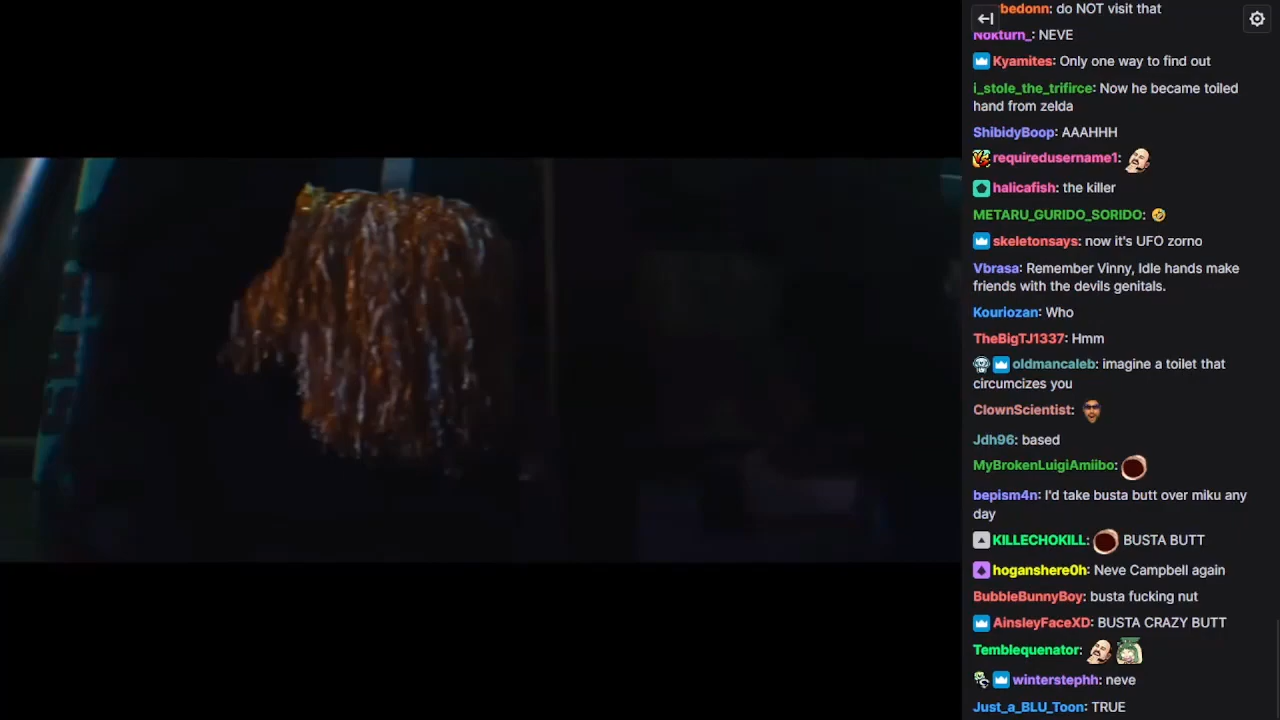 bedonn: do NOT visit that
Nokturn_: NEVE
Kyamites: Only one way to find out
i_stole_the_trifirce: Now he became toiled
hand from zelda
ShibidyBoop: AAAHHH
requiredusername1:
halicafish: the killer
METARU_GURIDO_SORIDO:
skeletonsays: now it's UFO zorno
Vbrasa: Remember Vinny, Idle hands make
friends with the devils genitals.
Kouriozan: Who
TheBigTJ1337: Hmm
oldmancaleb: imagine a toilet that
circumcizes you
ClownScientist:
Jdh96: based
MyBrokenLuigiAmiibo:
bepism4n: I'd take busta butt over miku any
day
KILLECHOKILL: BUSTA BUTT
hoganshere0h: Neve Campbell again
BubbleBunnyBoy: busta fucking nut
AinsleyFaceXD: BUSTA CRAZY BUTT
Temblequenator:
winterstephh: neve
Just_a_BLU_Toon: TRUE